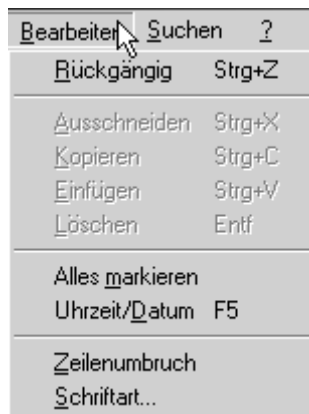 Bearbeiten Suchen ?
Rückgängig Strg+Z
Ausschneiden Strg+X
Kopieren Strg+C
Einfügen Strg+V
Löschen Entf
Alles markieren
Uhrzeit/Datum F5
Zeilenumbruch
Schriftart...